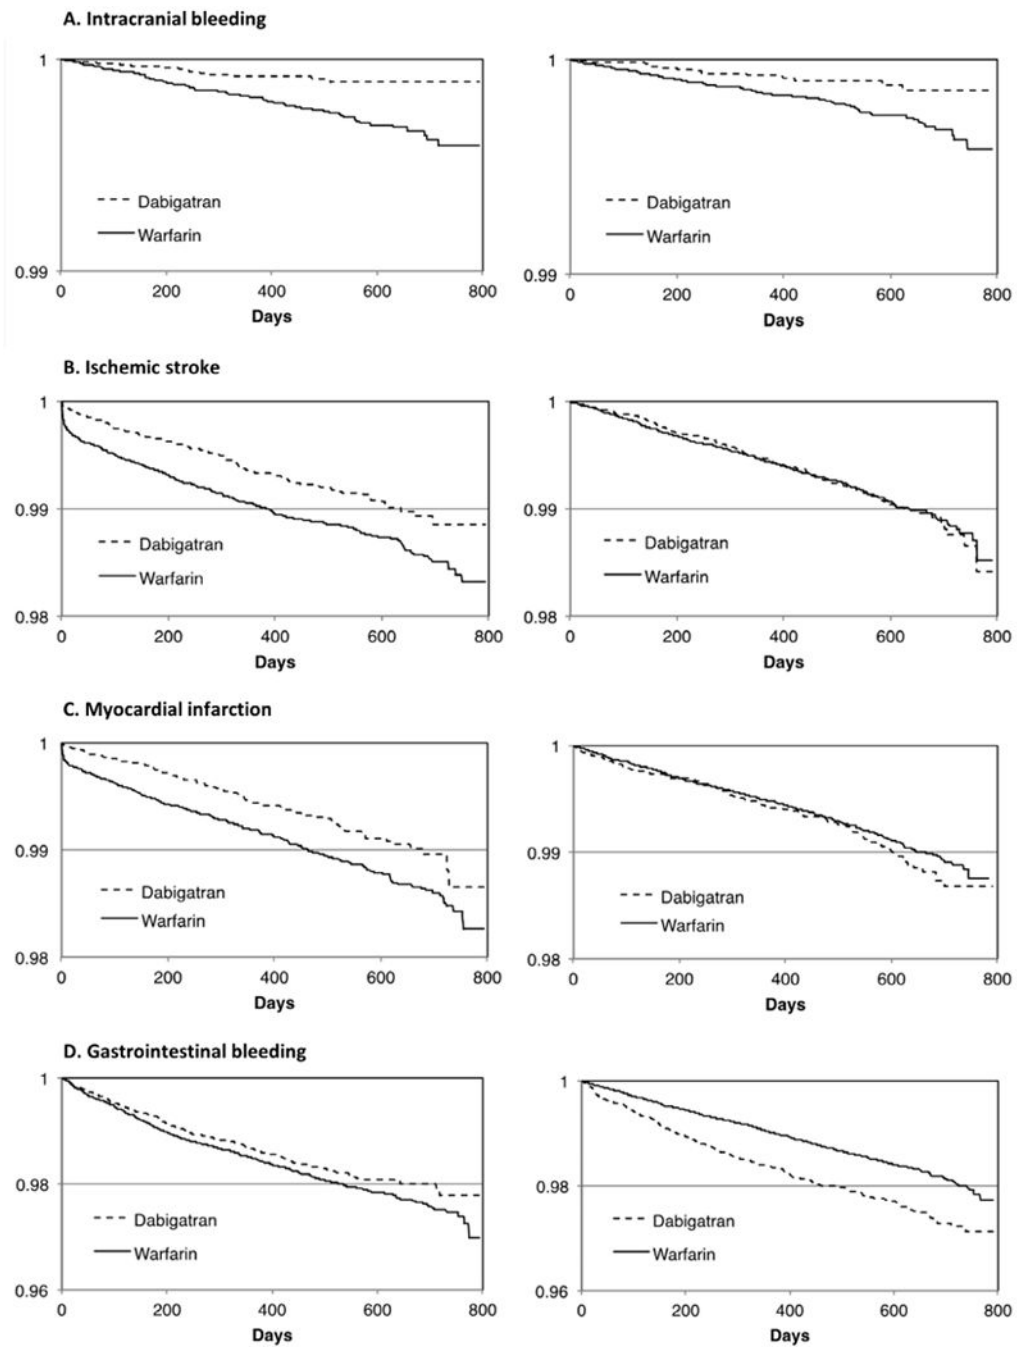 A. Intracranial bleeding
1
0.99
Dabigatran
Warfarin
0 200 400 600 800
Days
1
0.99
Dabigatran
Warfarin
0 200 400 600 800
Days
B. Ischemic stroke
1
0.99
0.98
Dabigatran
Warfarin
0 200 400 600 800
Days
1
0.99
0.98
Dabigatran
Warfarin
0 200 400 600 800
Days
C. Myocardial infarction
1
0.99
0.98
Dabigatran
Warfarin
0 200 400 600 800
Days
1
0.99
0.98
Dabigatran
Warfarin
0 200 400 600 800
Days
D. Gastrointestinal bleeding
1
0.98
0.96
Dabigatran
Warfarin
0 200 400 600 800
Days
1
0.98
0.96
Dabigatran
Warfarin
0 200 400 600 800
Days